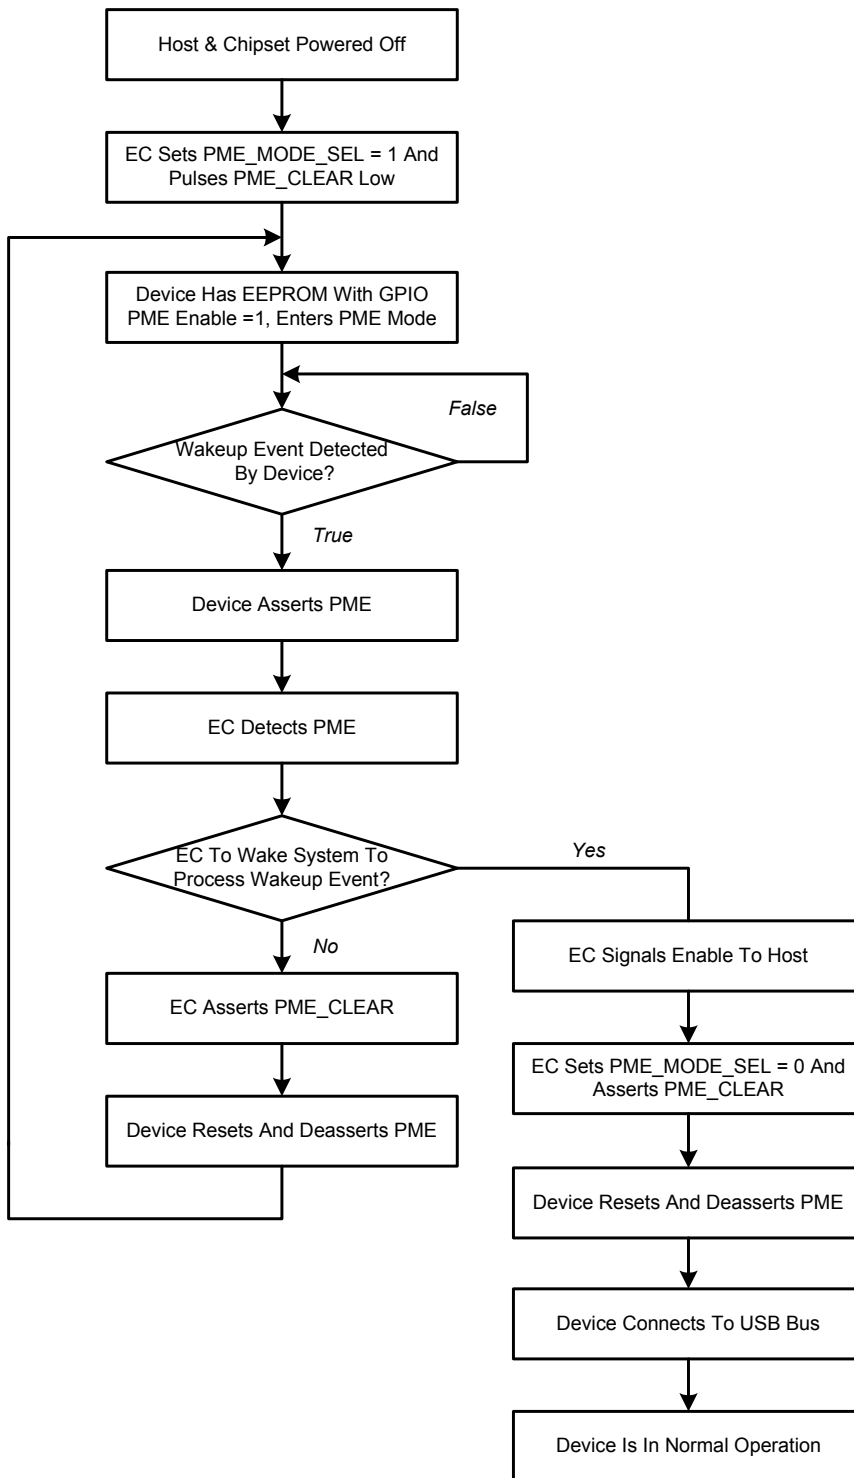 Host & Chipset Powered Off
EC Sets PME_MODE_SEL = 1 And
Pulses PME_CLEAR Low
Device Has EEPROM With GPIO
PME Enable =1, Enters PME Mode
False
Wakeup Event Detected
By Device?
True
Device Asserts PME
EC Detects PME
EC To Wake System To
Process Wakeup Event?
Yes
No
EC Asserts PME_CLEAR
Device Resets And Deasserts PME
EC Signals Enable To Host
EC Sets PME_MODE_SEL = 0 And
Asserts PME_CLEAR
Device Resets And Deasserts PME
Device Connects To USB Bus
Device Is In Normal Operation